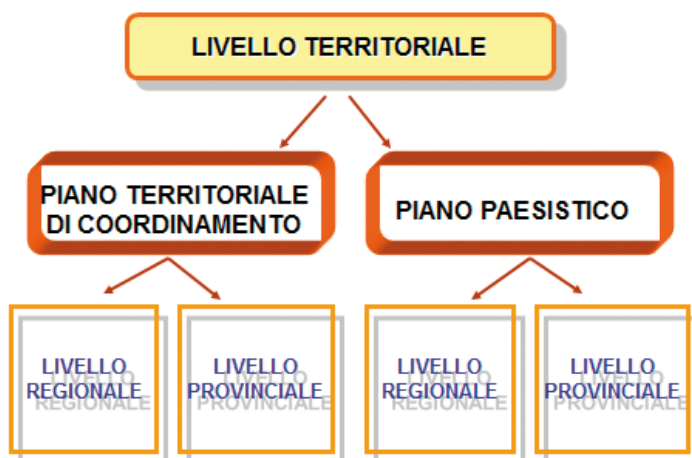 LIVELLO TERRITORIALE
PIANO TERRITORIALE
DI COORDINAMENTO
PIANO PAESISTICO
LIVELLO
REGIONALE
LIVELLO
PROVINCIALE
LIVELLO
REGIONALE
LIVELLO
PROVINCIALE